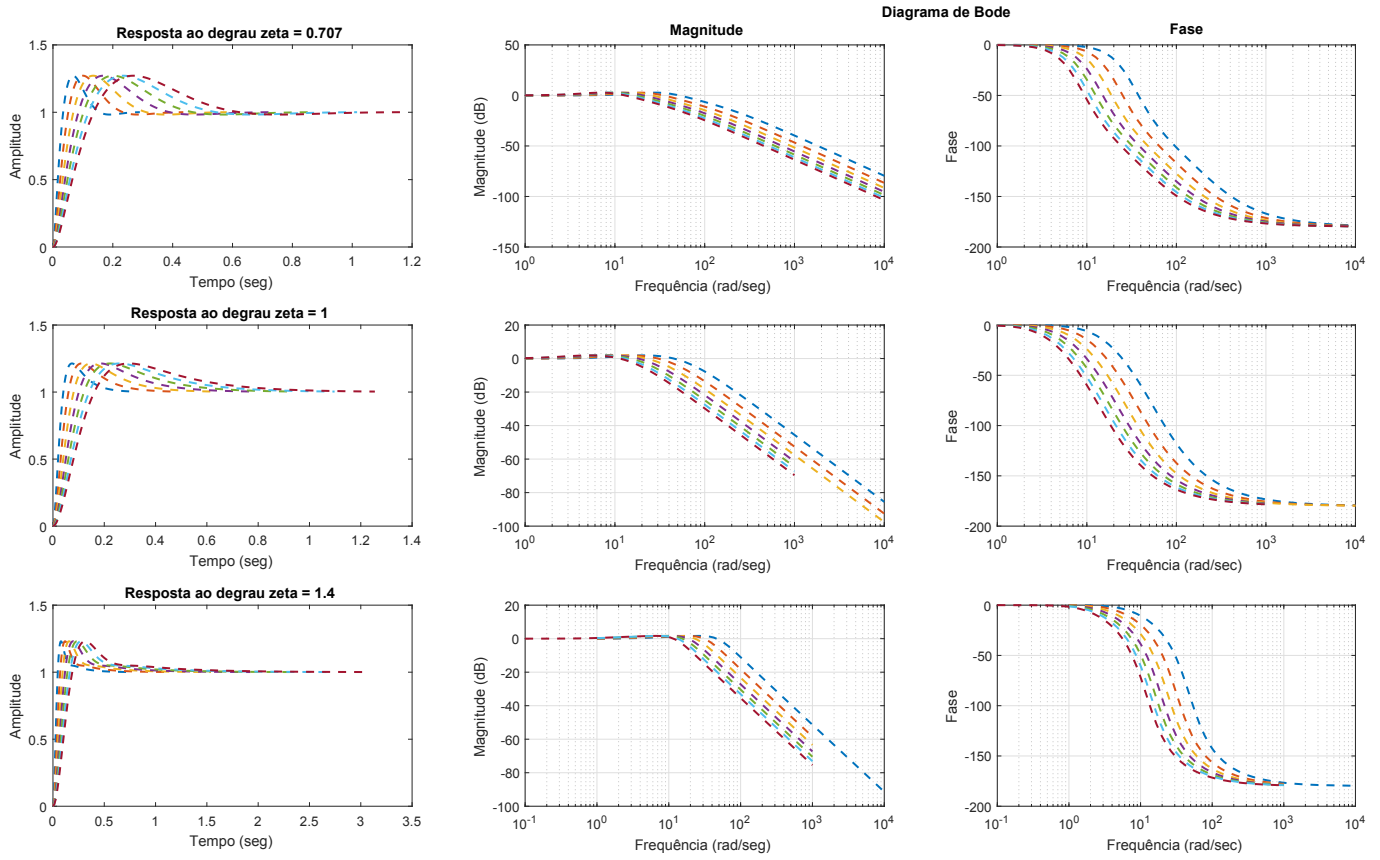 Diagrama de Bode
Resposta ao degrau zeta = 0.707
Magnitude
Fase
1.5
1
0.5
0
Amplitude
0 0.2 0.4 0.6 0.8 1 1.2
Tempo (seg)
50
0
-50
-100
-150
Magnitude (dB)
10^0 10^1 10^2 10^3 10^4
Frequência (rad/seg)
0
-50
-100
-150
-200
Fase
10^0 10^1 10^2 10^3 10^4
Frequência (rad/sec)
Resposta ao degrau zeta = 1
1.5
1
0.5
0
Amplitude
0 0.2 0.4 0.6 0.8 1 1.2 1.4
Tempo (seg)
20
0
-20
-40
-60
-80
-100
Magnitude (dB)
10^0 10^1 10^2 10^3 10^4
Frequência (rad/seg)
0
-50
-100
-150
-200
Fase
10^0 10^1 10^2 10^3 10^4
Frequência (rad/sec)
Resposta ao degrau zeta = 1.4
1.5
1
0.5
0
Amplitude
0 0.5 1 1.5 2 2.5 3 3.5
Tempo (seg)
20
0
-20
-40
-60
-80
-100
Magnitude (dB)
10^-1 10^0 10^1 10^2 10^3 10^4
Frequência (rad/seg)
0
-50
-100
-150
-200
Fase
10^-1 10^0 10^1 10^2 10^3 10^4
Frequência (rad/sec)